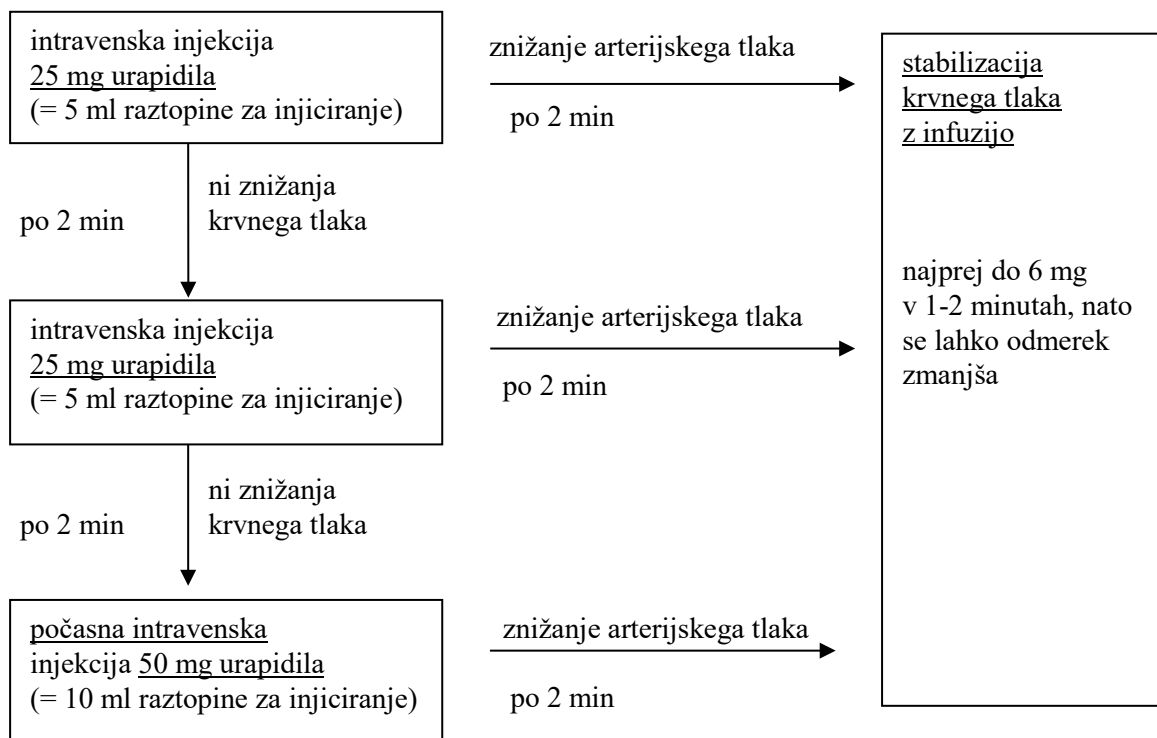 intravenska injekcija
25 mg urapidila
(= 5 ml raztopine za injiciranje)
znižanje arterijskega tlaka
po 2 min
stabilizacija
krvnega tlaka
z infuzijo
najprej do 6 mg
v 1-2 minutah, nato
se lahko odmerek
zmanjša
po 2 min
ni znižanja
krvnega tlaka
intravenska injekcija
25 mg urapidila
(= 5 ml raztopine za injiciranje)
znižanje arterijskega tlaka
po 2 min
po 2 min
ni znižanja
krvnega tlaka
počasna intravenska
injekcija 50 mg urapidila
(= 10 ml raztopine za injiciranje)
znižanje arterijskega tlaka
po 2 min